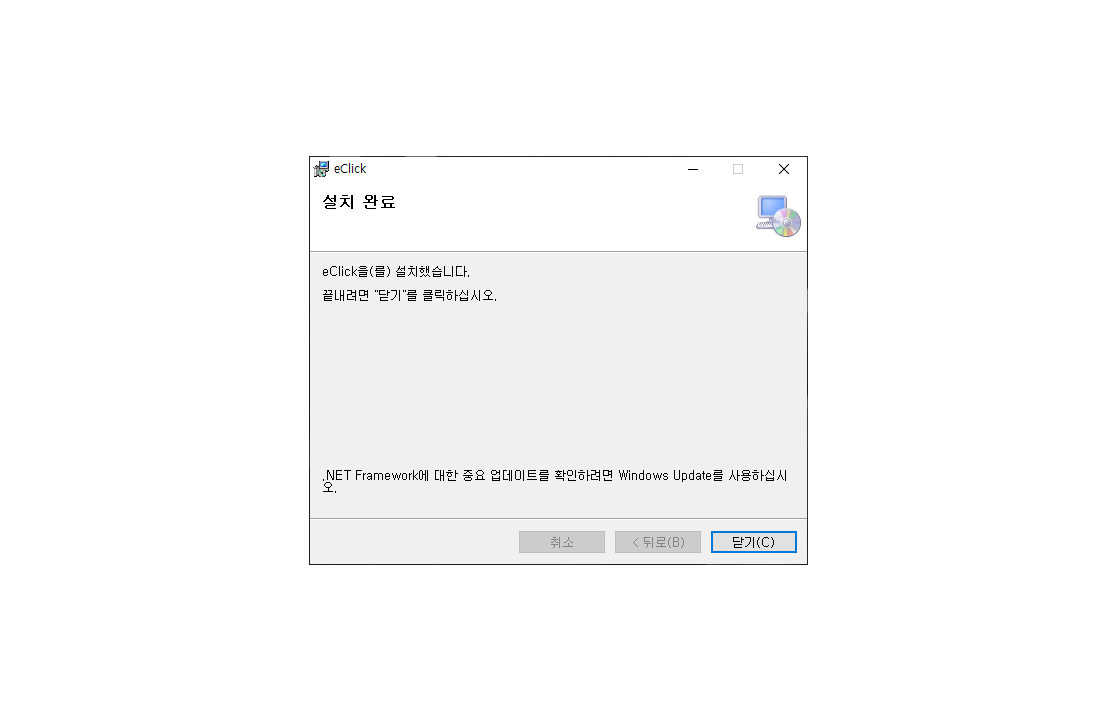 eClick
설치 완료
eClick을(를) 설치했습니다.
끝내려면 "닫기"를 클릭하십시오.
.NET Framework에 대한 중요 업데이트를 확인하려면 Windows Update를 사용하십시
오.
취소
< 뒤로(B)
닫기(C)